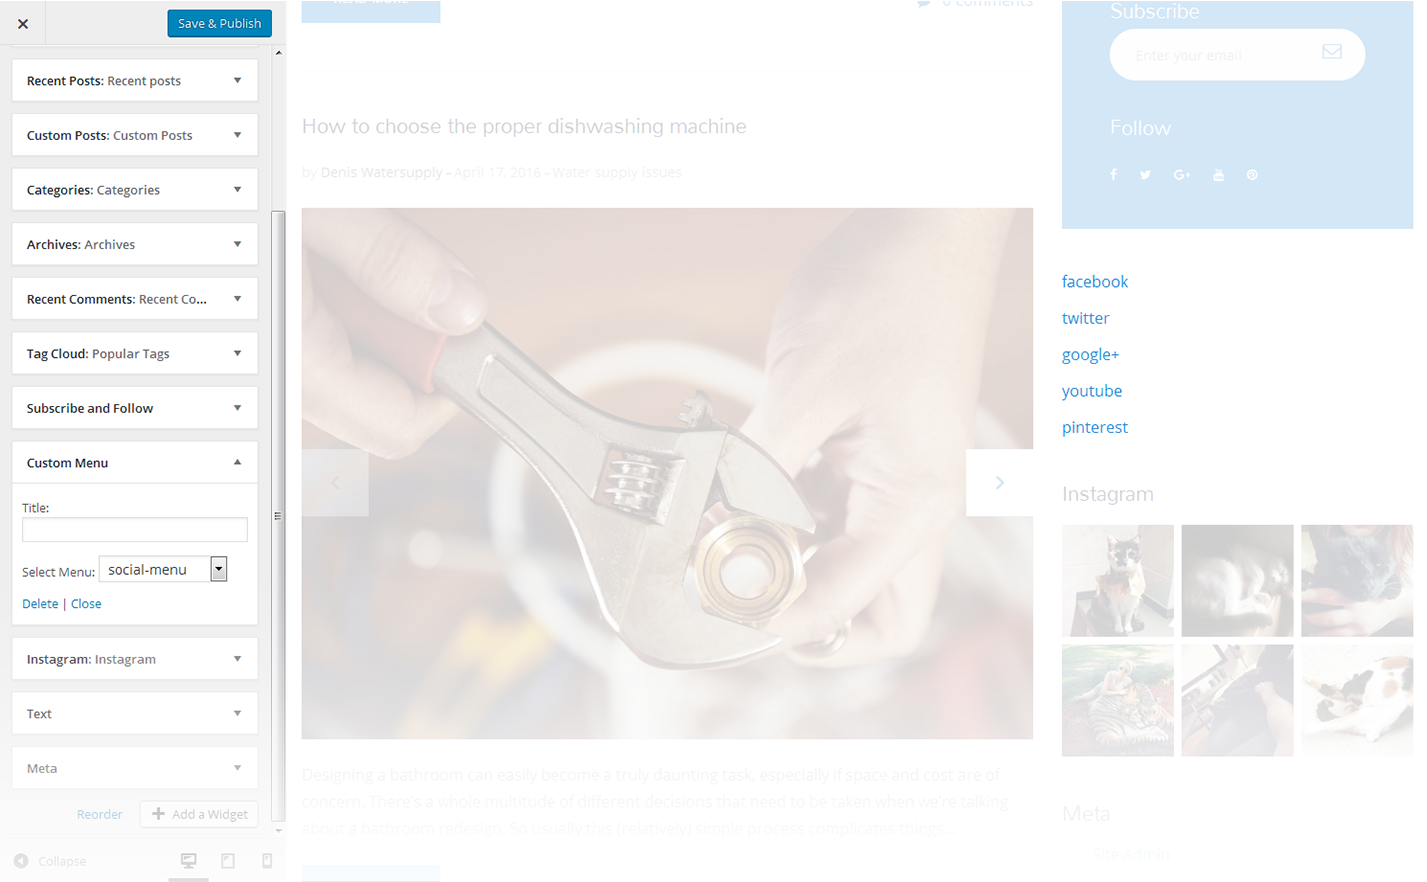 Save & Publish
Recent Posts: Recent posts
Custom Posts: Custom Posts
Categories: Categories
Archives: Archives
Recent Comments: Recent Co...
Tag Cloud: Popular Tags
Subscribe and Follow
Custom Menu
Title:
Select Menu: social-menu
Delete | Close
Instagram: Instagram
Text
Meta
Reorder
Add a Widget
Collapse
READ MORE
0 comments
How to choose the proper dishwashing machine
by Denis Watersupply – April 17, 2016 – Water supply issues
Designing a bathroom can easily become a truly daunting task, especially if space and cost are of
concern. There's a whole multitude of different decisions that need to be taken when we're talking
about a bathroom redesign. So usually this (relatively) simple process complicates things...
Subscribe
Enter your email
Follow
facebook
twitter
google+
youtube
pinterest
Instagram
Meta
Site Admin